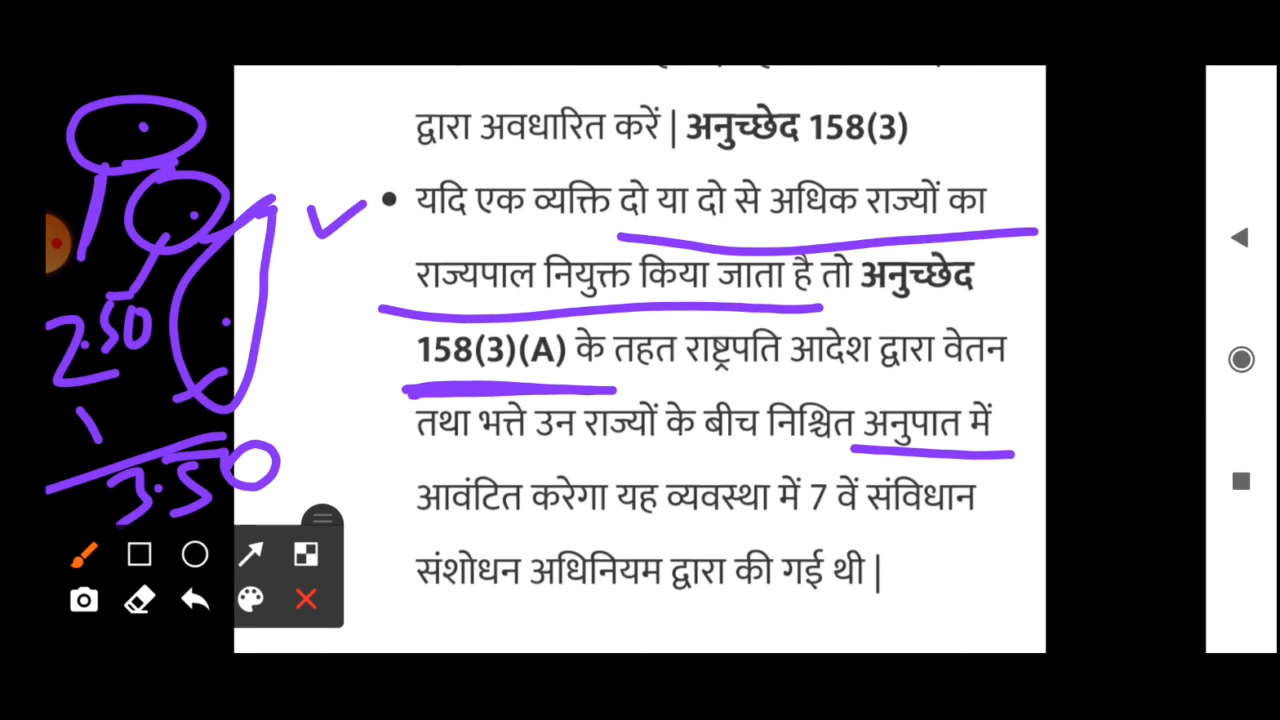 द्वारा अवधारित करें | अनुच्छेद 158(3)
• यदि एक व्यक्ति दो या दो से अधिक राज्यों का
राज्यपाल नियुक्त किया जाता है तो अनुच्छेद
158(3)(A) के तहत राष्ट्रपति आदेश द्वारा वेतन
तथा भत्ते उन राज्यों के बीच निश्चित अनुपात में
आवंटित करेगा यह व्यवस्था में 7 वें संविधान
संशोधन अधिनियम द्वारा की गई थी |
2.50
3.50